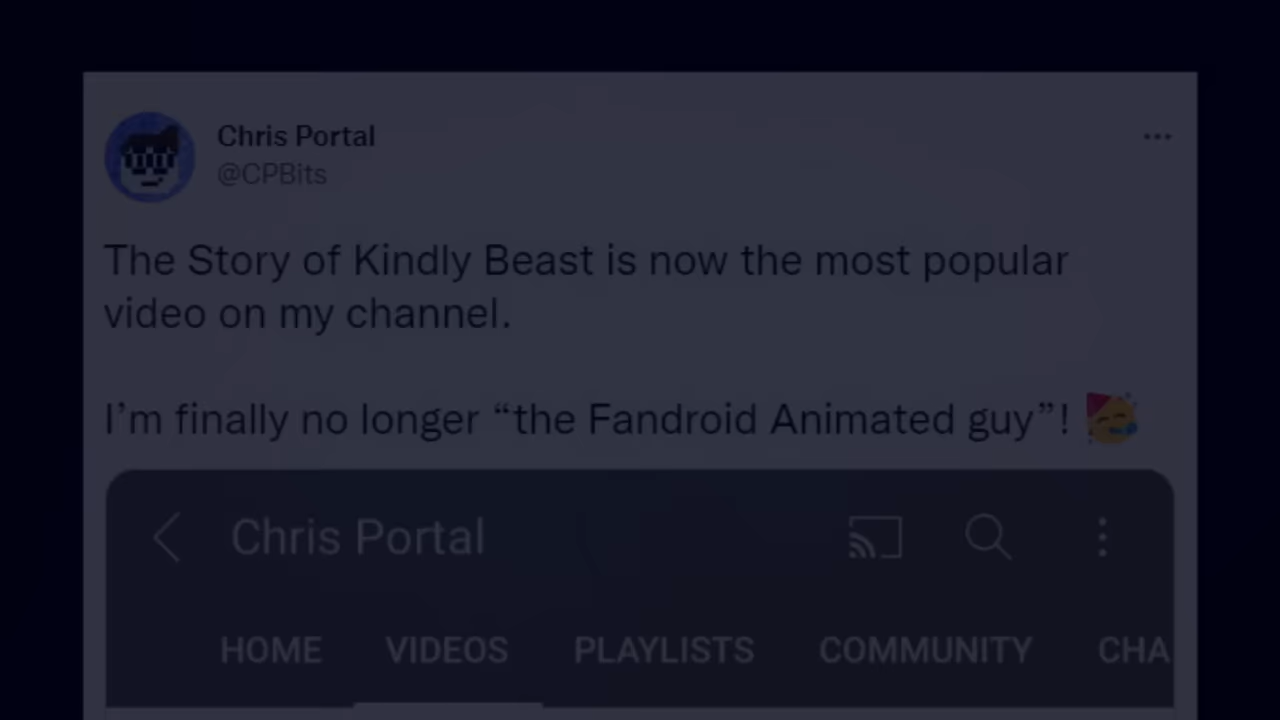 Chris Portal
@CPBits
The Story of Kindly Beast is now the most popular
video on my channel.
I’m finally no longer “the Fandroid Animated guy”! 🥳
Chris Portal
HOME VIDEOS PLAYLISTS COMMUNITY CHA